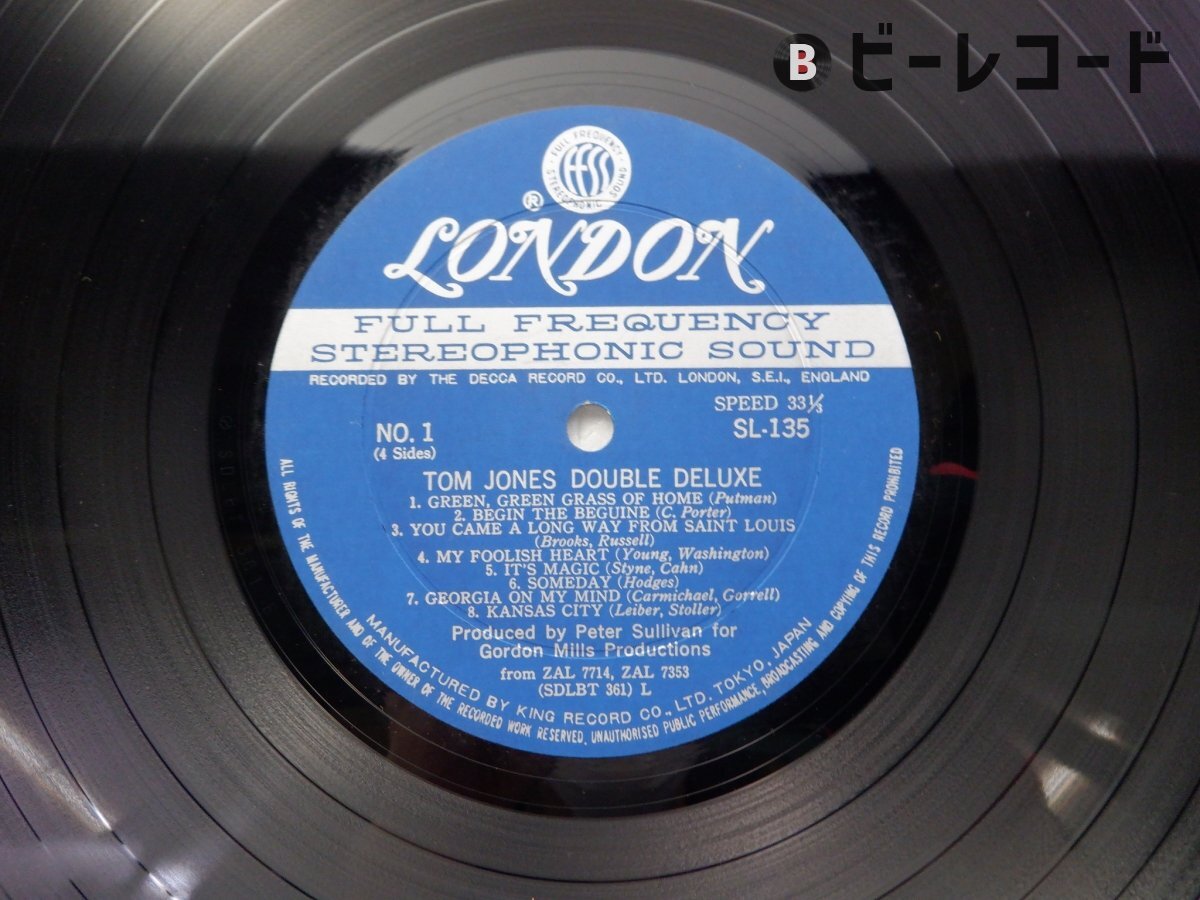 B ビーレコード
FULL FREQUENCY
ffss
STEREOPHONIC SOUND
®
LONDON
FULL FREQUENCY
STEREOPHONIC SOUND
RECORDED BY THE DECCA RECORD CO., LTD. LONDON, S.E.I., ENGLAND
SPEED 33⅓
NO. 1
SL-135
(4 Sides)
TOM JONES DOUBLE DELUXE
1. GREEN, GREEN GRASS OF HOME (Putman)
2. BEGIN THE BEGUINE (C. Porter)
3. YOU CAME A LONG WAY FROM SAINT LOUIS
(Brooks, Russell)
4. MY FOOLISH HEART (Young, Washington)
5. IT'S MAGIC (Styne, Cahn)
6. SOMEDAY (Hodges)
7. GEORGIA ON MY MIND (Carmichael, Gorrell)
8. KANSAS CITY (Leiber, Stoller)
Produced by Peter Sullivan for
Gordon Mills Productions
from ZAL 7714, ZAL 7353
(SDLBT 361) L
MANUFACTURED BY KING RECORD CO., LTD. TOKYO, JAPAN
ALL RIGHTS OF THE MANUFACTURER AND OF THE OWNER OF THE RECORDED WORK RESERVED, UNAUTHORISED PUBLIC PERFORMANCE, BROADCASTING AND COPYING OF THIS RECORD PROHIBITED